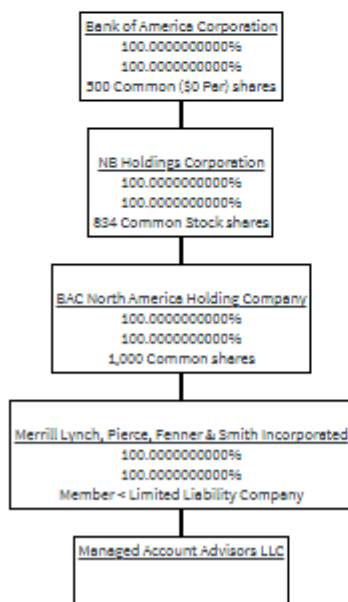 Bank of America Corporation
100.0000000000%
100.0000000000%
300 Common ($0 Par) shares
NB Holdings Corporation
100.0000000000%
100.0000000000%
834 Common Stock shares
BAC North America Holding Company
100.0000000000%
100.0000000000%
1,000 Common shares
Merrill Lynch, Pierce, Fenner & Smith Incorporated
100.0000000000%
100.0000000000%
Member < Limited Liability Company
Managed Account Advisors LLC